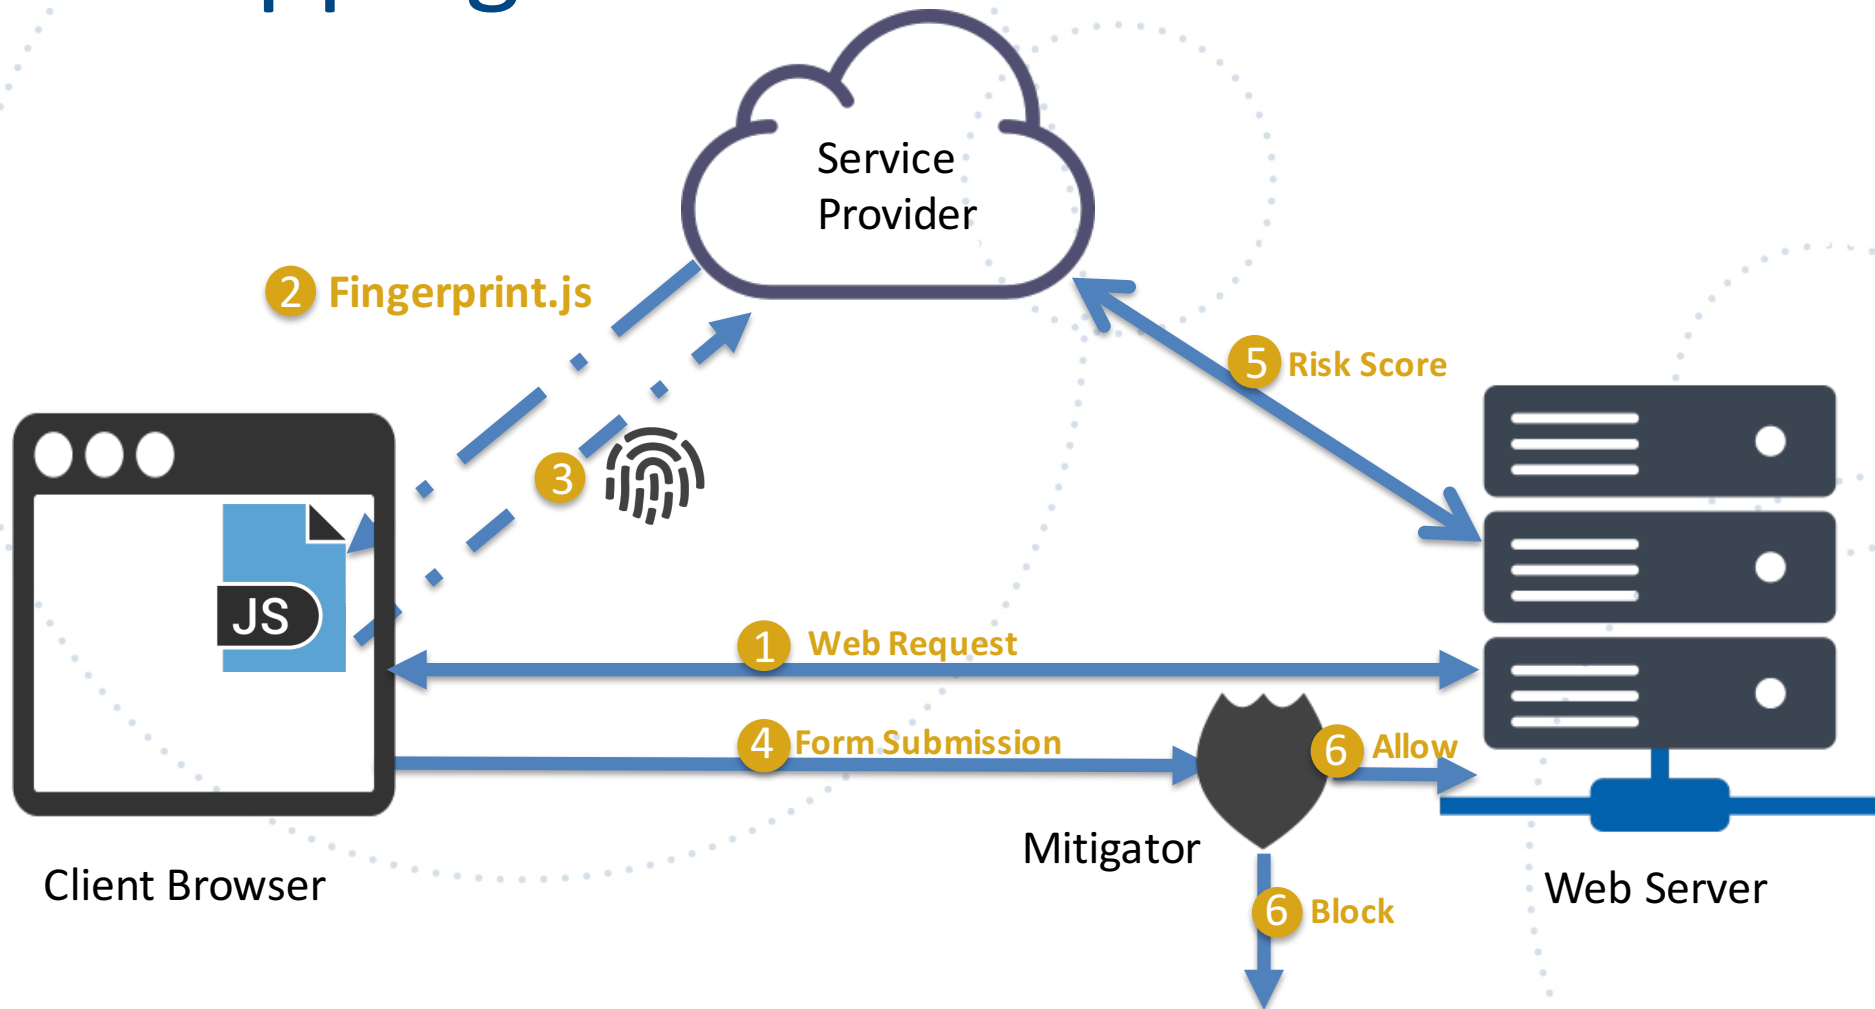 Service
Provider
2 Fingerprint.js
5 Risk Score
3
JS
1 Web Request
4 Form Submission
6 Allow
Mitigator
Client Browser
Web Server
6 Block